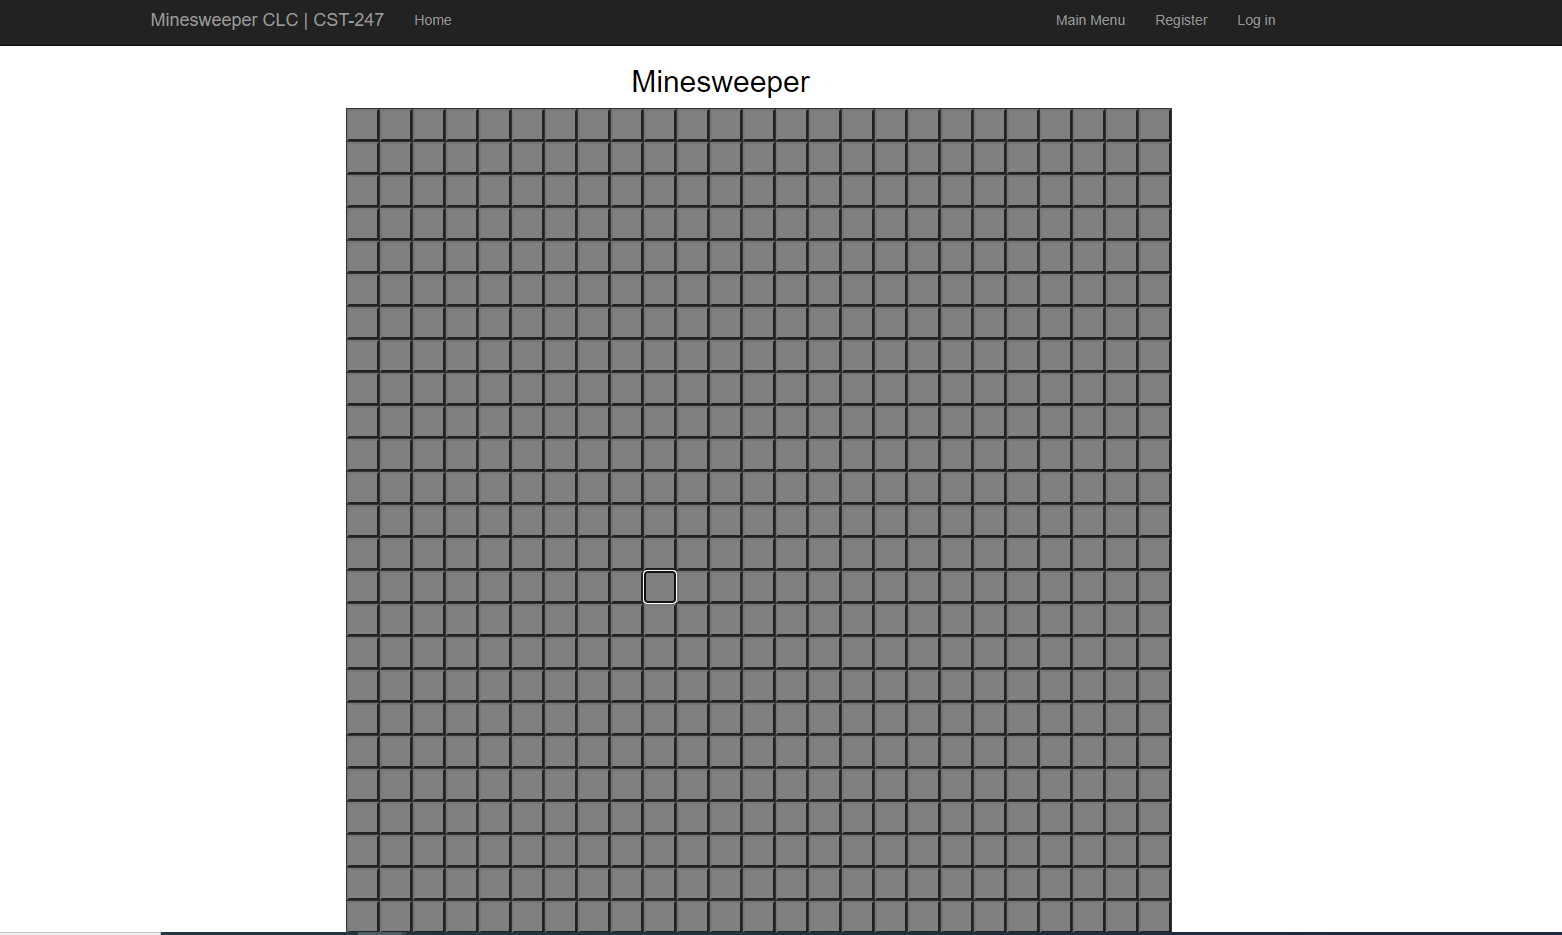 Minesweeper CLC | CST-247 Home Main Menu Register Log in
Minesweeper